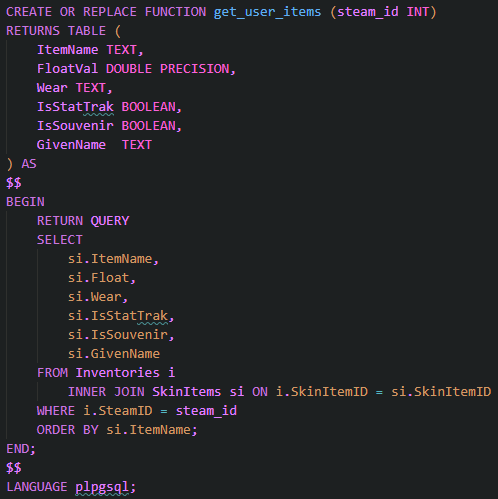 CREATE OR REPLACE FUNCTION get_user_items (steam_id INT)
RETURNS TABLE (
    ItemName TEXT,
    FloatVal DOUBLE PRECISION,
    Wear TEXT,
    IsStatTrak BOOLEAN,
    IsSouvenir BOOLEAN,
    GivenName  TEXT
) AS
$$
BEGIN
    RETURN QUERY
    SELECT
        si.ItemName,
        si.Float,
        si.Wear,
        si.IsStatTrak,
        si.IsSouvenir,
        si.GivenName
    FROM Inventories i
        INNER JOIN SkinItems si ON i.SkinItemID = si.SkinItemID
    WHERE i.SteamID = steam_id
    ORDER BY si.ItemName;
END;
$$
LANGUAGE plpgsql;